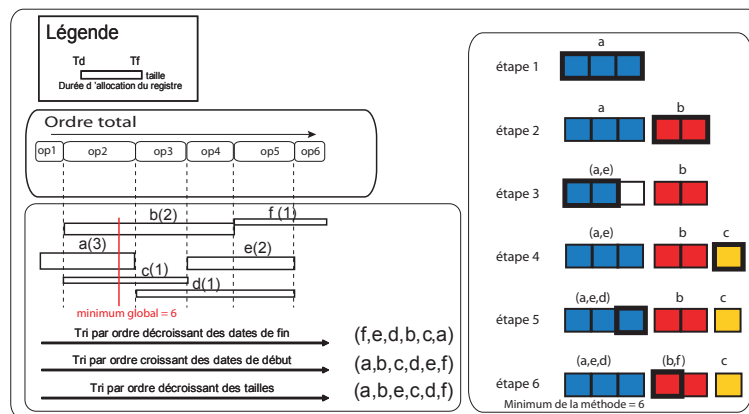 Légende
Td Tf
taille
Durée d 'allocation du registre
Ordre total
op1 op2 op3 op4 op5 op6
b(2)
f (1)
a(3)
e(2)
c(1)
d(1)
minimum global = 6
Tri par ordre décroissant des dates de fin
(f,e,d,b,c,a)
Tri par ordre croissant des dates de début
(a,b,c,d,e,f)
Tri par ordre décroissant des tailles
(a,b,e,c,d,f)
a
étape 1
a b
étape 2
(a,e) b
étape 3
(a,e) b c
étape 4
(a,e,d) b c
étape 5
(a,e,d) (b,f) c
étape 6
Minimum de la méthode = 6